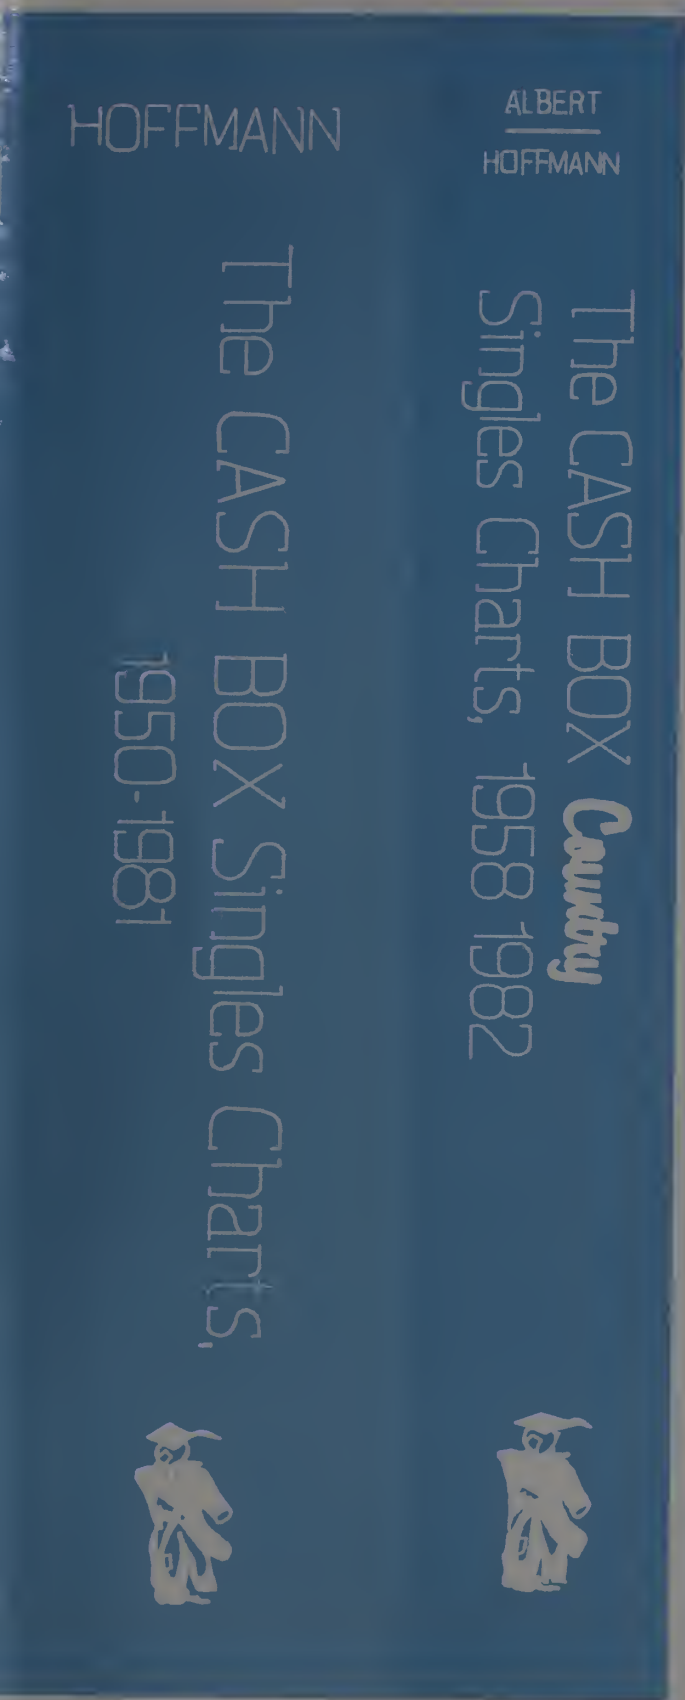 HOFFMANN
The CASH BOX Singles Charts,
1950-1981
ALBERT
HOFFMANN
The CASH BOX Country
Singles Charts, 1958 1982